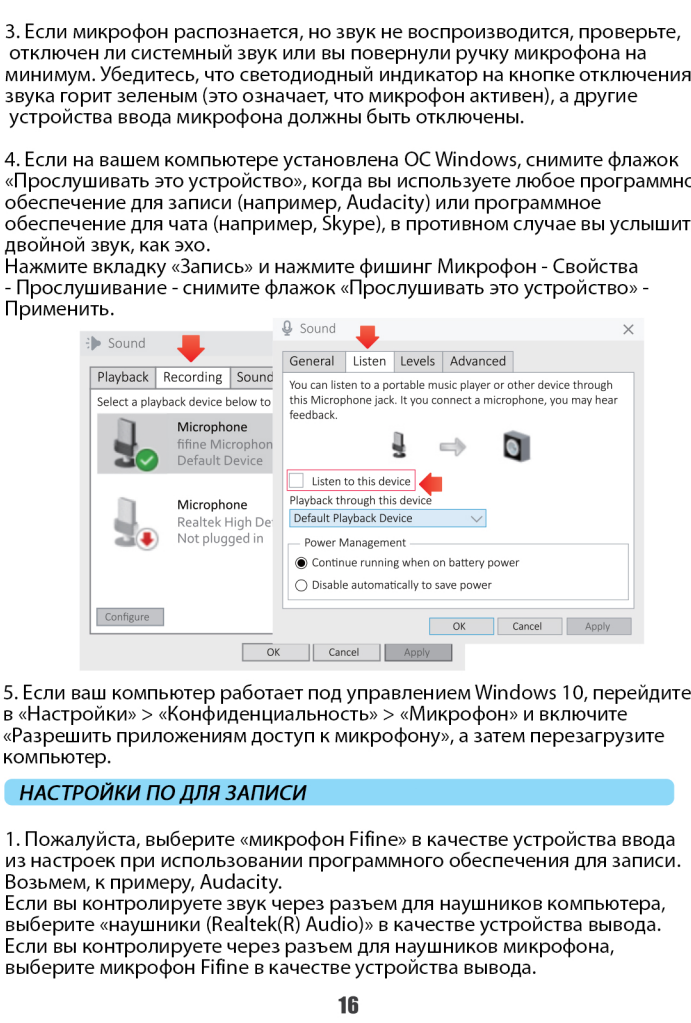 3. Если микрофон распознается, но звук не воспроизводится, проверьте,
отключен ли системный звук или вы повернули ручку микрофона на
минимум. Убедитесь, что светодиодный индикатор на кнопке отключения
звука горит зеленым (это означает, что микрофон активен), а другие
устройства ввода микрофона должны быть отключены.
4. Если на вашем компьютере установлена ОС Windows, снимите флажок
«Прослушивать это устройство», когда вы используете любое программно
обеспечение для записи (например, Audacity) или программное
обеспечение для чата (например, Skype), в противном случае вы услышит
двойной звук, как эхо.
Нажмите вкладку «Запись» и нажмите фишинг Микрофон - Свойства
- Прослушивание - снимите флажок «Прослушивать это устройство» -
Применить.
Sound
Playback Recording Sound
Select a playback device below to
Microphone
fifine Microphon
Default Device
Microphone
Realtek High De
Not plugged in
Configure
OK Cancel Apply
Sound
General Listen Levels Advanced
You can listen to a portable music player or other device through
this Microphone jack. It you connect a microphone, you may hear
feedback.
Listen to this device
Playback through this device
Default Playback Device
Power Management
Continue running when on battery power
Disable automatically to save power
OK Cancel Apply
5. Если ваш компьютер работает под управлением Windows 10, перейдите
в «Настройки» > «Конфиденциальность» > «Микрофон» и включите
«Разрешить приложениям доступ к микрофону», а затем перезагрузите
компьютер.
НАСТРОЙКИ ПО ДЛЯ ЗАПИСИ
1. Пожалуйста, выберите «микрофон Fifine» в качестве устройства ввода
из настроек при использовании программного обеспечения для записи.
Возьмем, к примеру, Audacity.
Если вы контролируете звук через разъем для наушников компьютера,
выберите «наушники (Realtek(R) Audio)» в качестве устройства вывода.
Если вы контролируете через разъем для наушников микрофона,
выберите микрофон Fifine в качестве устройства вывода.
16